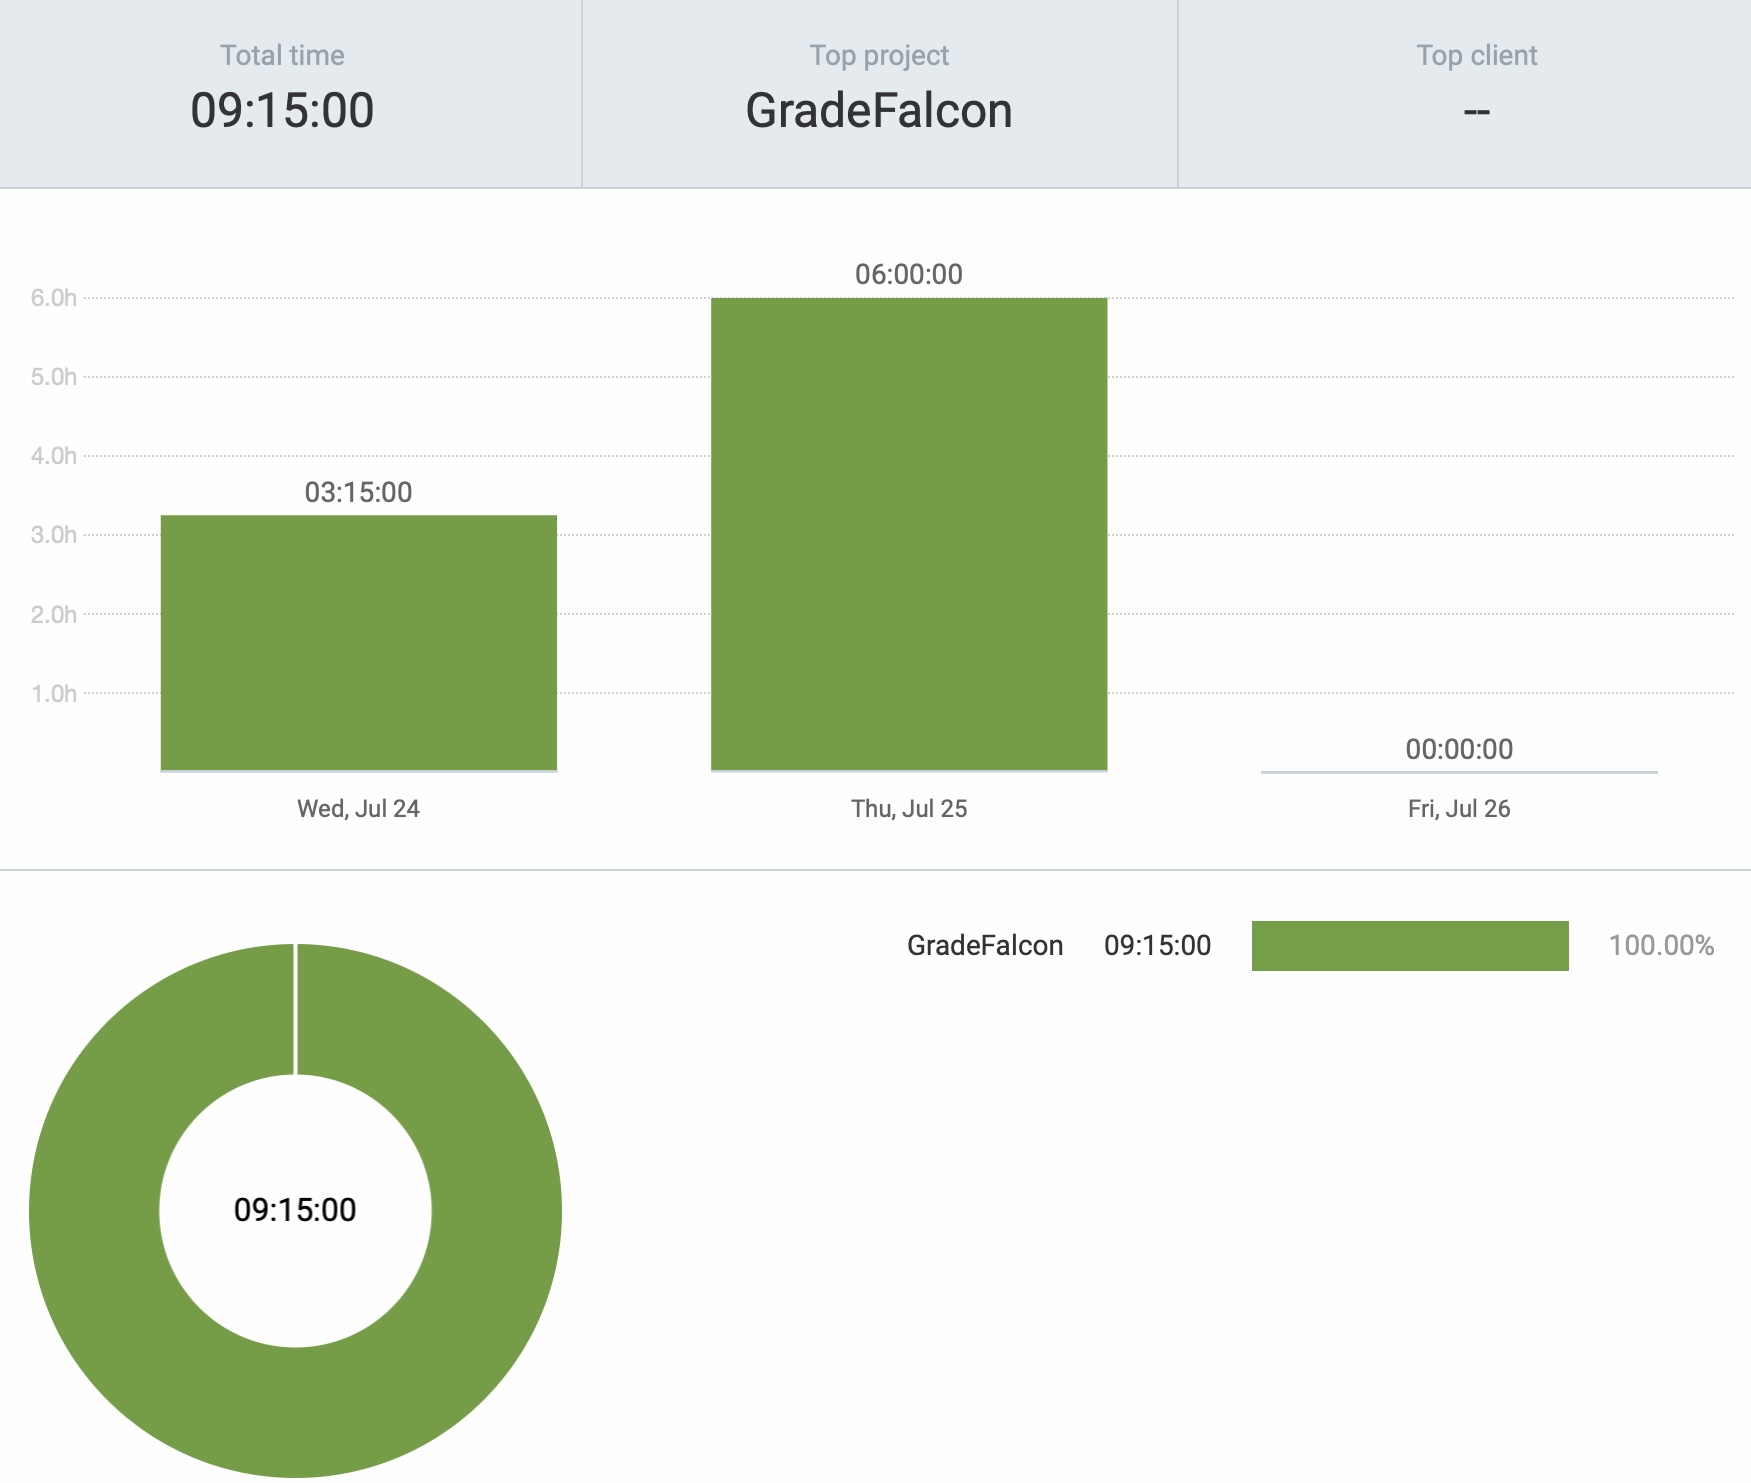 Total time
09:15:00
Top project
GradeFalcon
Top client
--
06:00:00
6.0h
5.0h
4.0h
03:15:00
3.0h
2.0h
1.0h
00:00:00
Wed, Jul 24
Thu, Jul 25
Fri, Jul 26
GradeFalcon 09:15:00 100.00%
09:15:00